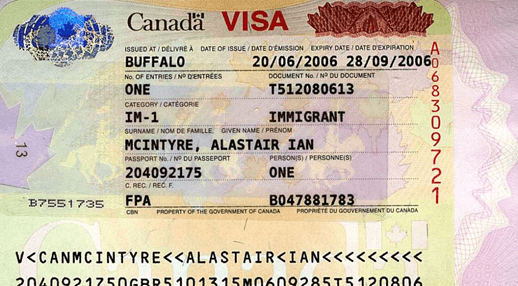 Canada VISA
ISSUED AT / DÉLIVRÉ À DATE OF ISSUE / DATE D'ÉMISSION EXPIRY DATE / DATE D'EXPIRATION
BUFFALO 20/06/2006 28/09/2006
NO. OF ENTRIES / Nº D'ENTRÉES DOCUMENT NO. / Nº DU DOCUMENT
ONE T512080613
CATEGORY / CATÉGORIE
IM-1 IMMIGRANT
SURNAME / NOM DE FAMILLE, GIVEN NAME / PRÉNOM
MCINTYRE, ALASTAIR IAN
PASSPORT NO. / Nº DU PASSEPORT PERSON(S) / PERSONNE(S)
204092175 ONE
C. REC. / REC. F.
FPA B047881783
CBN PROPERTY OF THE GOVERNMENT OF CANADA PROPRIÉTÉ DU GOUVERNEMENT DU CANADA
A068309721
13
B7551735
V<CANMCINTYRE<<ALASTAIR<IAN<<<<<<<<<
2040921750GBR5101315M0609285T5120806